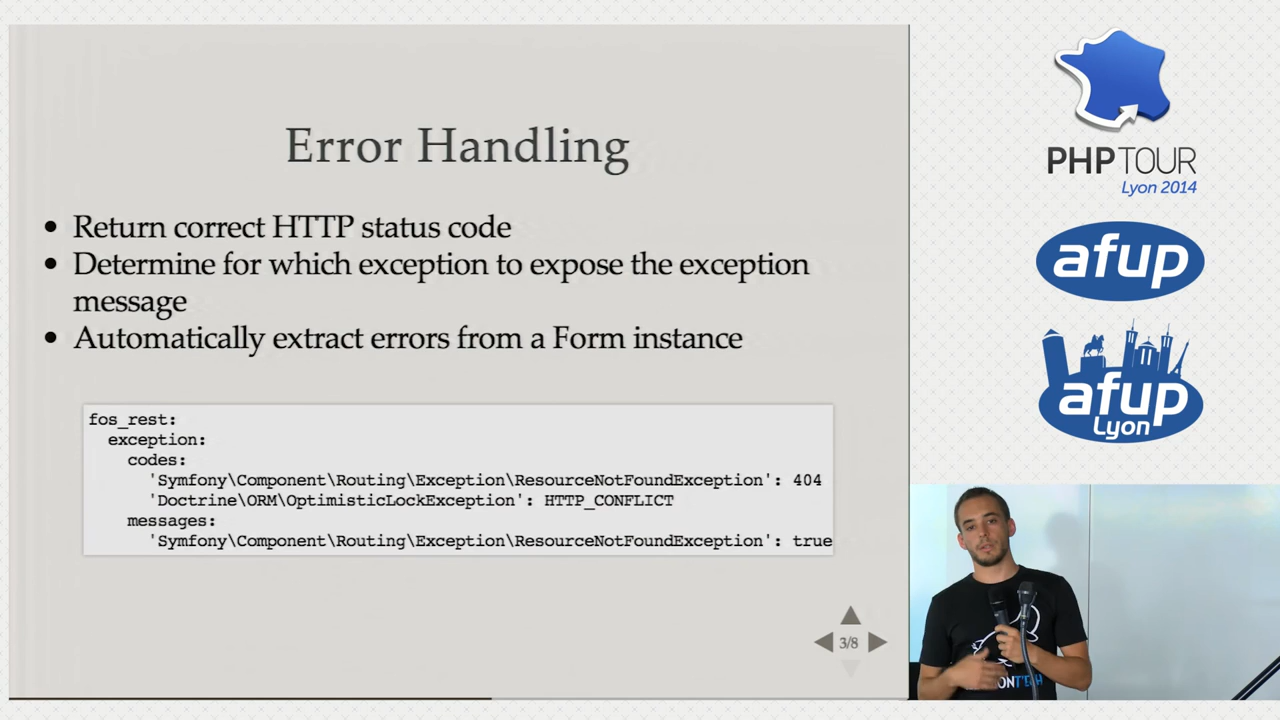 Error Handling
• Return correct HTTP status code
• Determine for which exception to expose the exception
message
• Automatically extract errors from a Form instance
fos_rest:
exception:
codes:
'Symfony\Component\Routing\Exception\ResourceNotFoundException': 404
'Doctrine\ORM\OptimisticLockException': HTTP_CONFLICT
messages:
'Symfony\Component\Routing\Exception\ResourceNotFoundException': true
3/8
PHP TOUR
Lyon 2014
afup
afup
Lyon